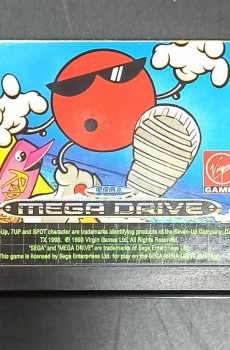 Virgin
GAMES
SEGA
MEGA DRIVE
-Up, 7UP and SPOT character are trademarks identifying products of the Seven-Up Company, Da
TX 1993. © 1993 Virgin Games Ltd. All Rights Reserved.
"SEGA" and "MEGA DRIVE" are trademarks of Sega Enterprises Ltd.
This game is licensed by Sega Enterprises Ltd. for play on the SEGA MEGA DRIVE